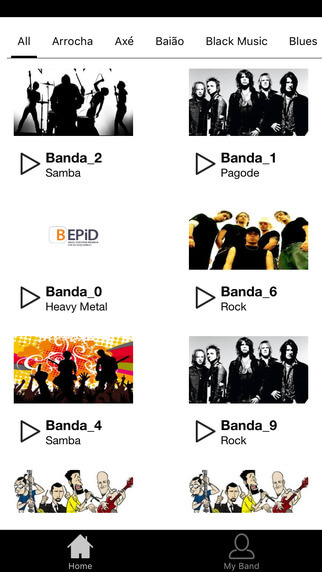 All Arrocha Axé Baião Black Music Blues
Banda_2
Samba
Banda_1
Pagode
BEPiD
Banda_0
Heavy Metal
Banda_6
Rock
Banda_4
Samba
Banda_9
Rock
Home
My Band